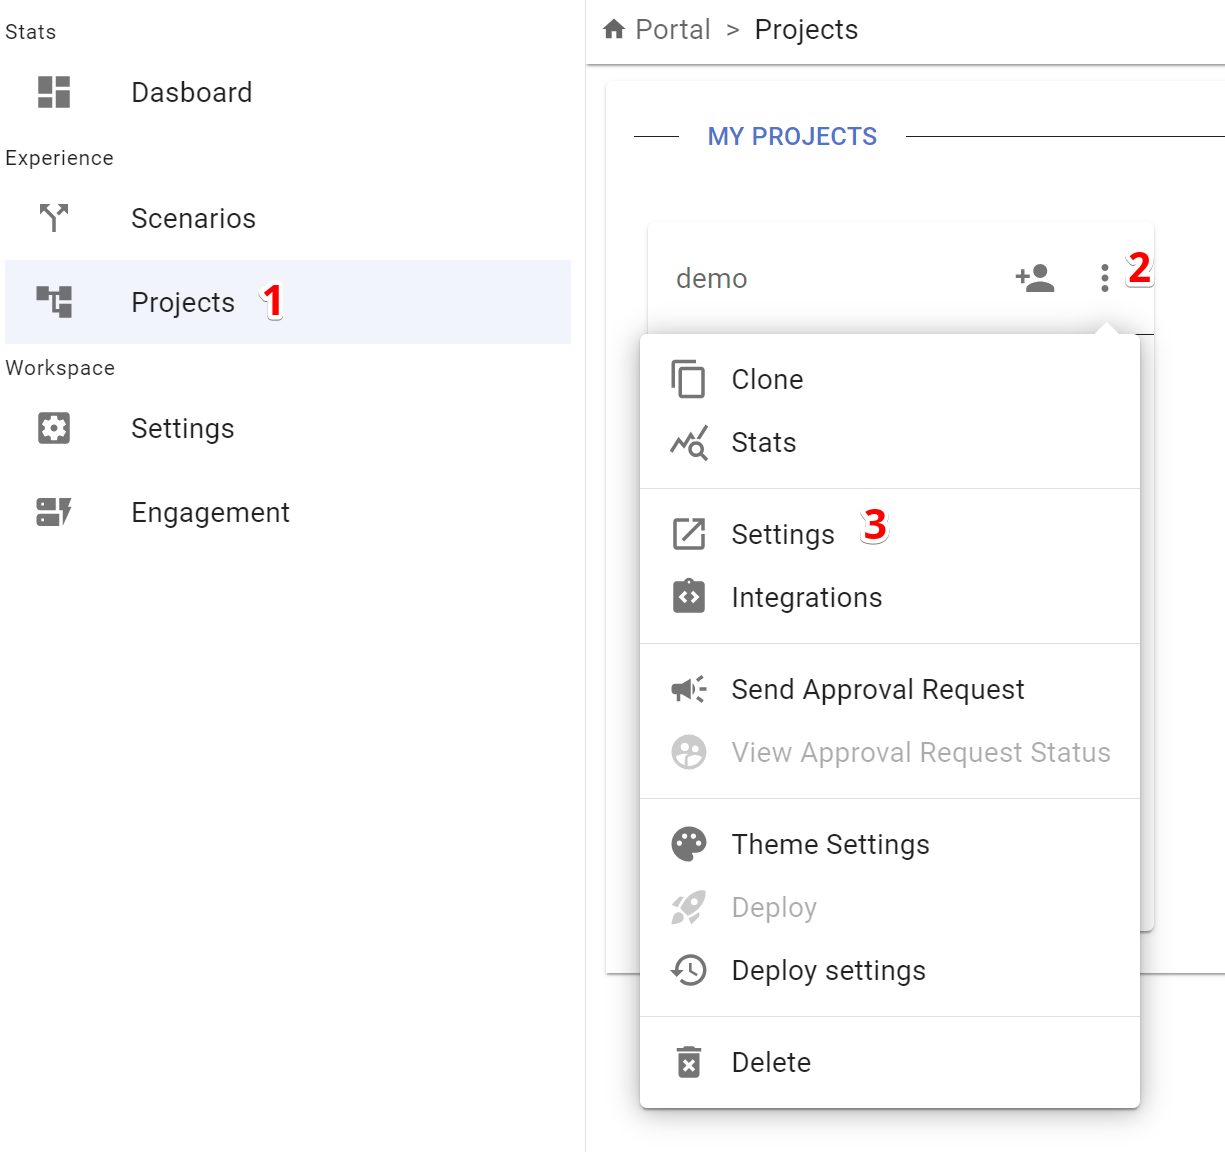 Stats
Dasboard
Experience
Scenarios
Projects 1
Workspace
Settings
Engagement
Portal > Projects
MY PROJECTS
demo 2
Clone
Stats
Settings 3
Integrations
Send Approval Request
View Approval Request Status
Theme Settings
Deploy
Deploy settings
Delete